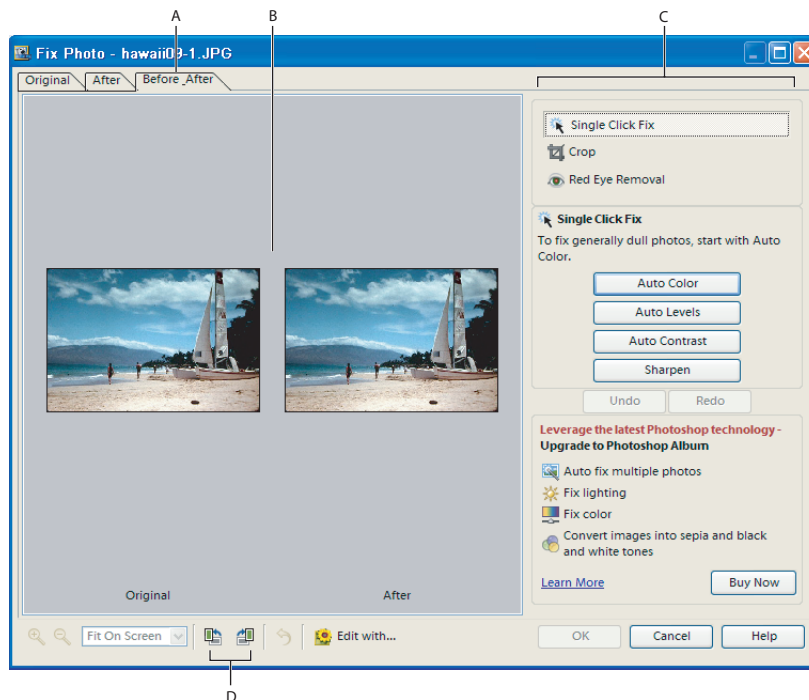 A
B
C
Fix Photo - hawaii09-1.JPG
Original
After
Before _After
Single Click Fix
Crop
Red Eye Removal
Single Click Fix
To fix generally dull photos, start with Auto
Color.
Auto Color
Auto Levels
Auto Contrast
Sharpen
Undo
Redo
Leverage the latest Photoshop technology -
Upgrade to Photoshop Album
Auto fix multiple photos
Fix lighting
Fix color
Convert images into sepia and black
and white tones
Learn More
Buy Now
Original
After
Fit On Screen
Edit with...
OK
Cancel
Help
D